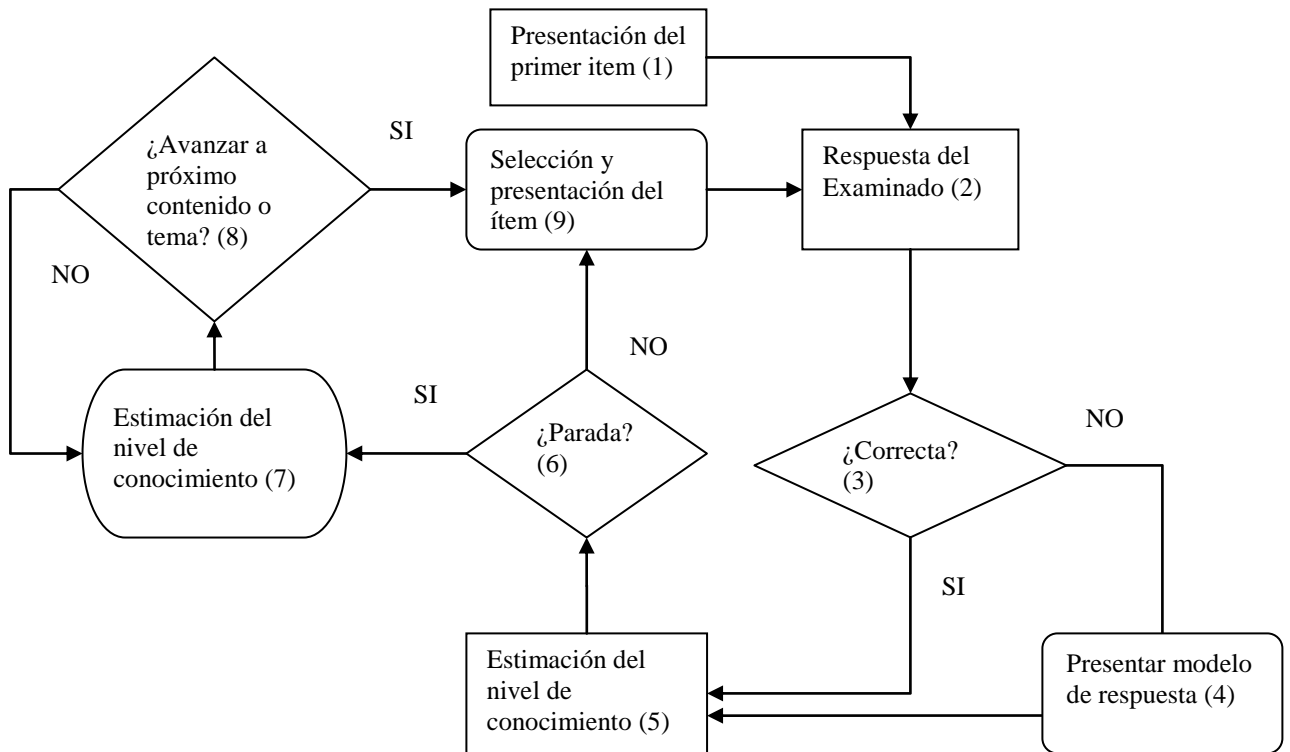 Presentación del
primer item (1)
¿Avanzar a
próximo
contenido o
tema? (8)
SI
Selección y
presentación del
ítem (9)
Respuesta del
Examinado (2)
NO
NO
SI
Estimación del
nivel de
conocimiento (7)
¿Parada?
(6)
¿Correcta?
(3)
NO
SI
Estimación del
nivel de
conocimiento (5)
Presentar modelo
de respuesta (4)